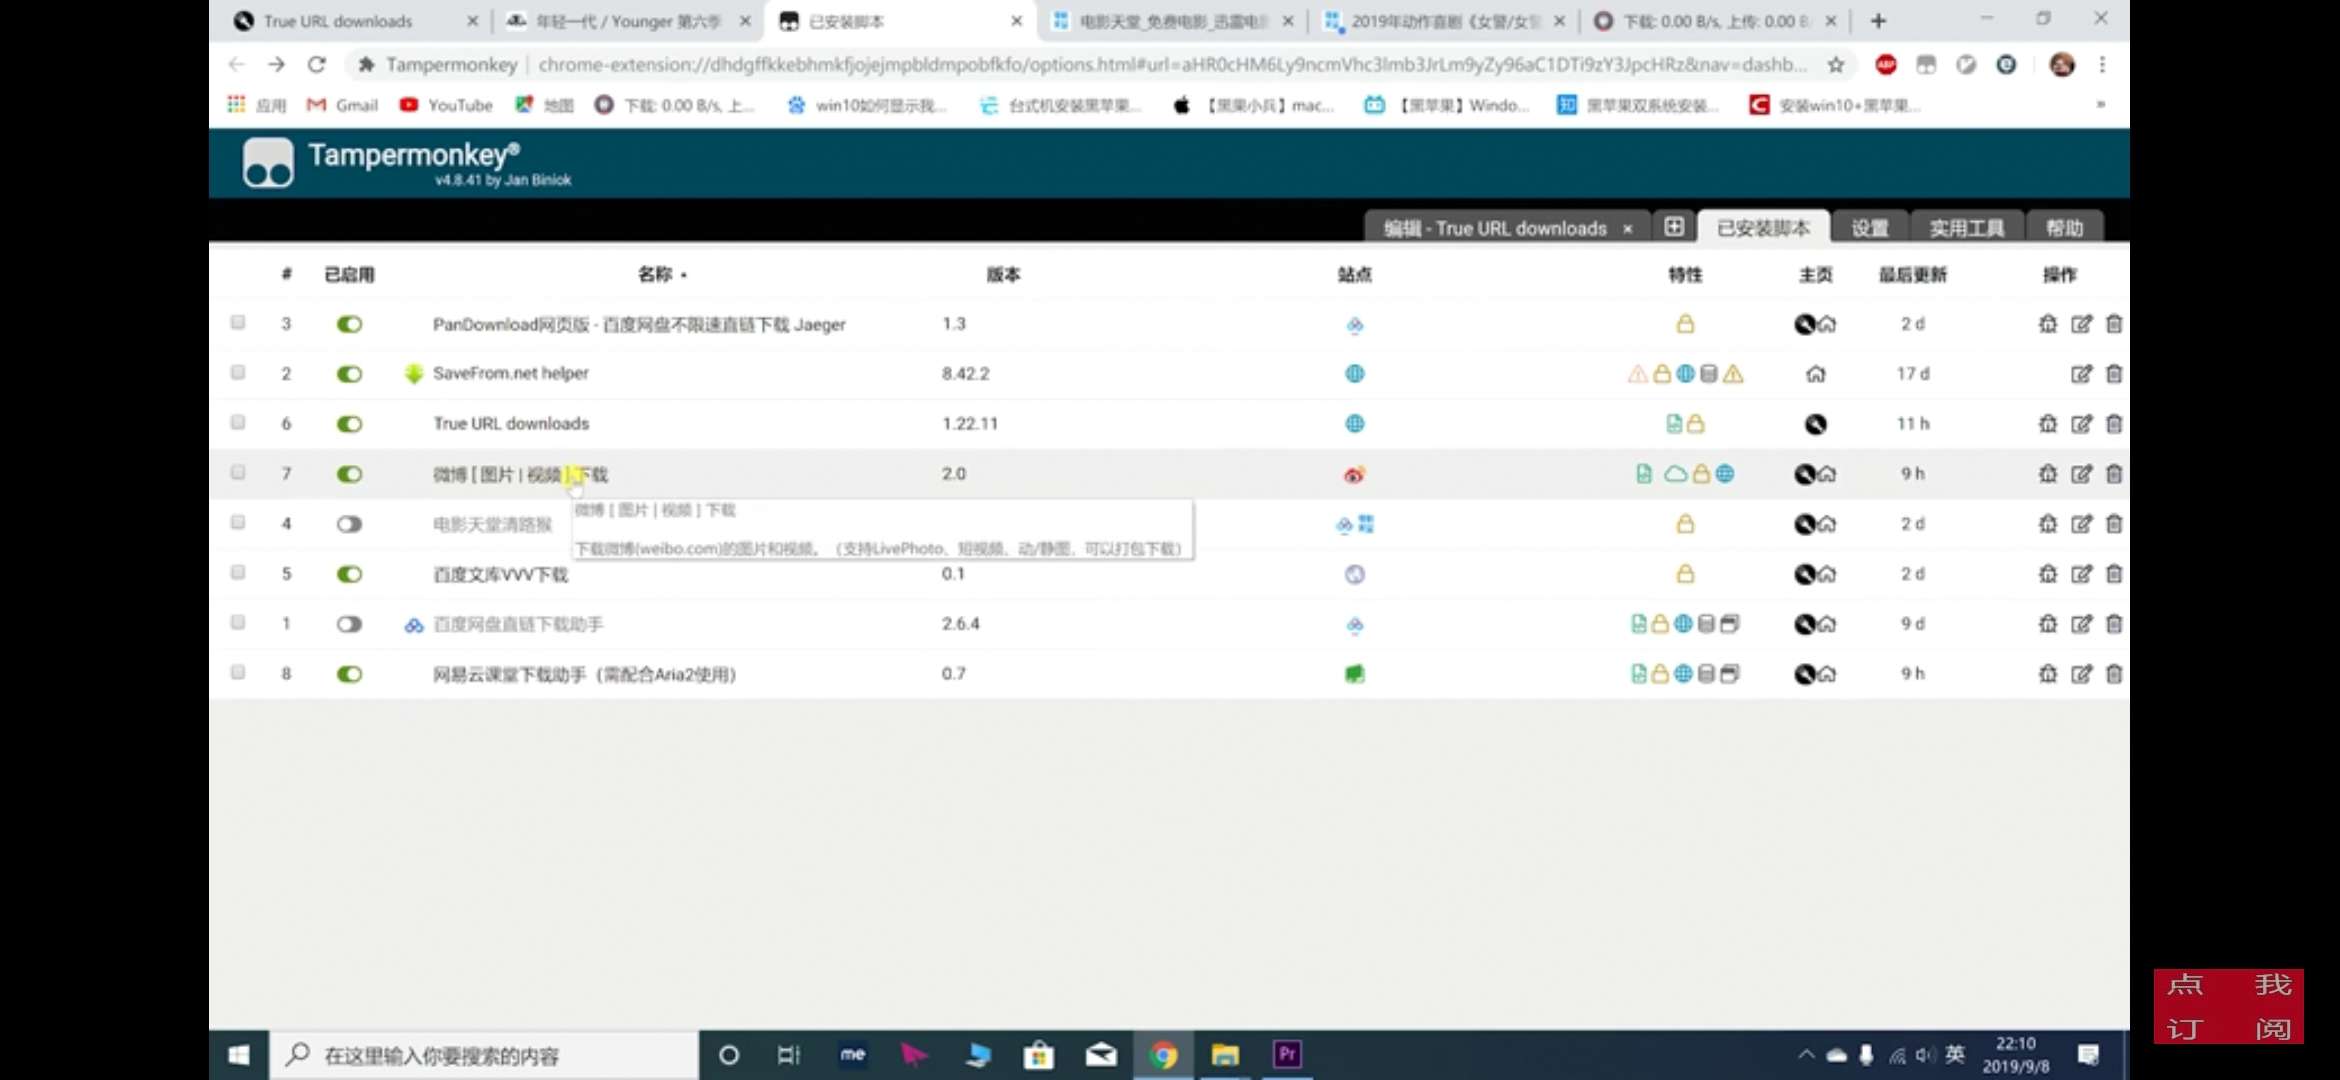 True URL downloads
年轻一代 / Younger 第六季
已安装脚本
电影天堂_免费电影_迅雷电影
2019年动作喜剧《女警/女警
下载: 0.00 B/s, 上传: 0.00 B/
Tampermonkey
chrome-extension://dhdgffkkebhmkfjojejmpbldmpobfkfo/options.html#url=aHR0cHM6Ly9ncmVhc3lmb3JrLm9yZy96aC1DTi9zY3JpcHRz&nav=dashb...
ABP
应用
Gmail
YouTube
地图
下载: 0.00 B/s, 上...
win10如何显示我...
台式机安装黑苹果...
【黑果小兵】mac...
【黑苹果】Windo...
知
黑苹果双系统安装...
安装win10+黑苹果...
»
Tampermonkey®
v4.8.41 by Jan Biniok
编辑 - True URL downloads
已安装脚本
设置
实用工具
帮助
# 已启用 名称 版本 站点 特性 主页 最后更新 操作
3 PanDownload网页版 - 百度网盘不限速直链下载 Jaeger 1.3 2 d
2 SaveFrom.net helper 8.42.2 17 d
6 True URL downloads 1.22.11 11 h
7 微博 [ 图片 | 视频 ] 下载 2.0 9 h
微博 [ 图片 | 视频 ] 下载
4 电影天堂清路猴 2 d
下载微博(weibo.com)的图片和视频。（支持LivePhoto、短视频、动/静图，可以打包下载）
5 百度文库VVV下载 0.1 2 d
1 百度网盘直链下载助手 2.6.4 9 d
8 网易云课堂下载助手（需配合Aria2使用） 0.7 9 h
点 我
订 阅
在这里输入你要搜索的内容
me
Pr
英
22:10
2019/9/8